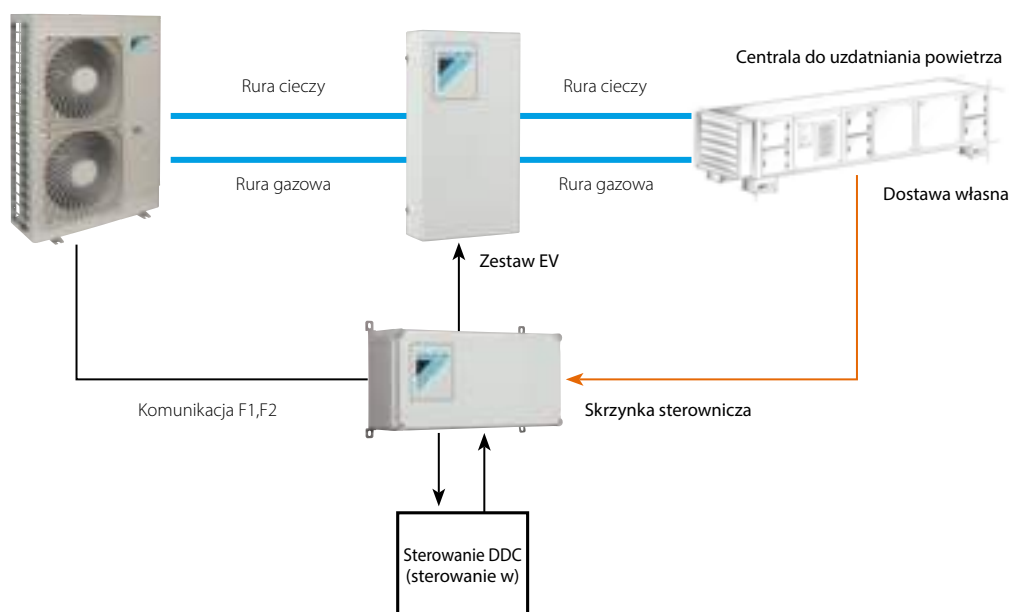 Centrala do uzdatniania powietrza
Rura cieczy
Rura cieczy
Rura gazowa
Rura gazowa
Dostawa własna
Zestaw EV
Komunikacja F1,F2
Skrzynka sterownicza
Sterowanie DDC
(sterowanie w)